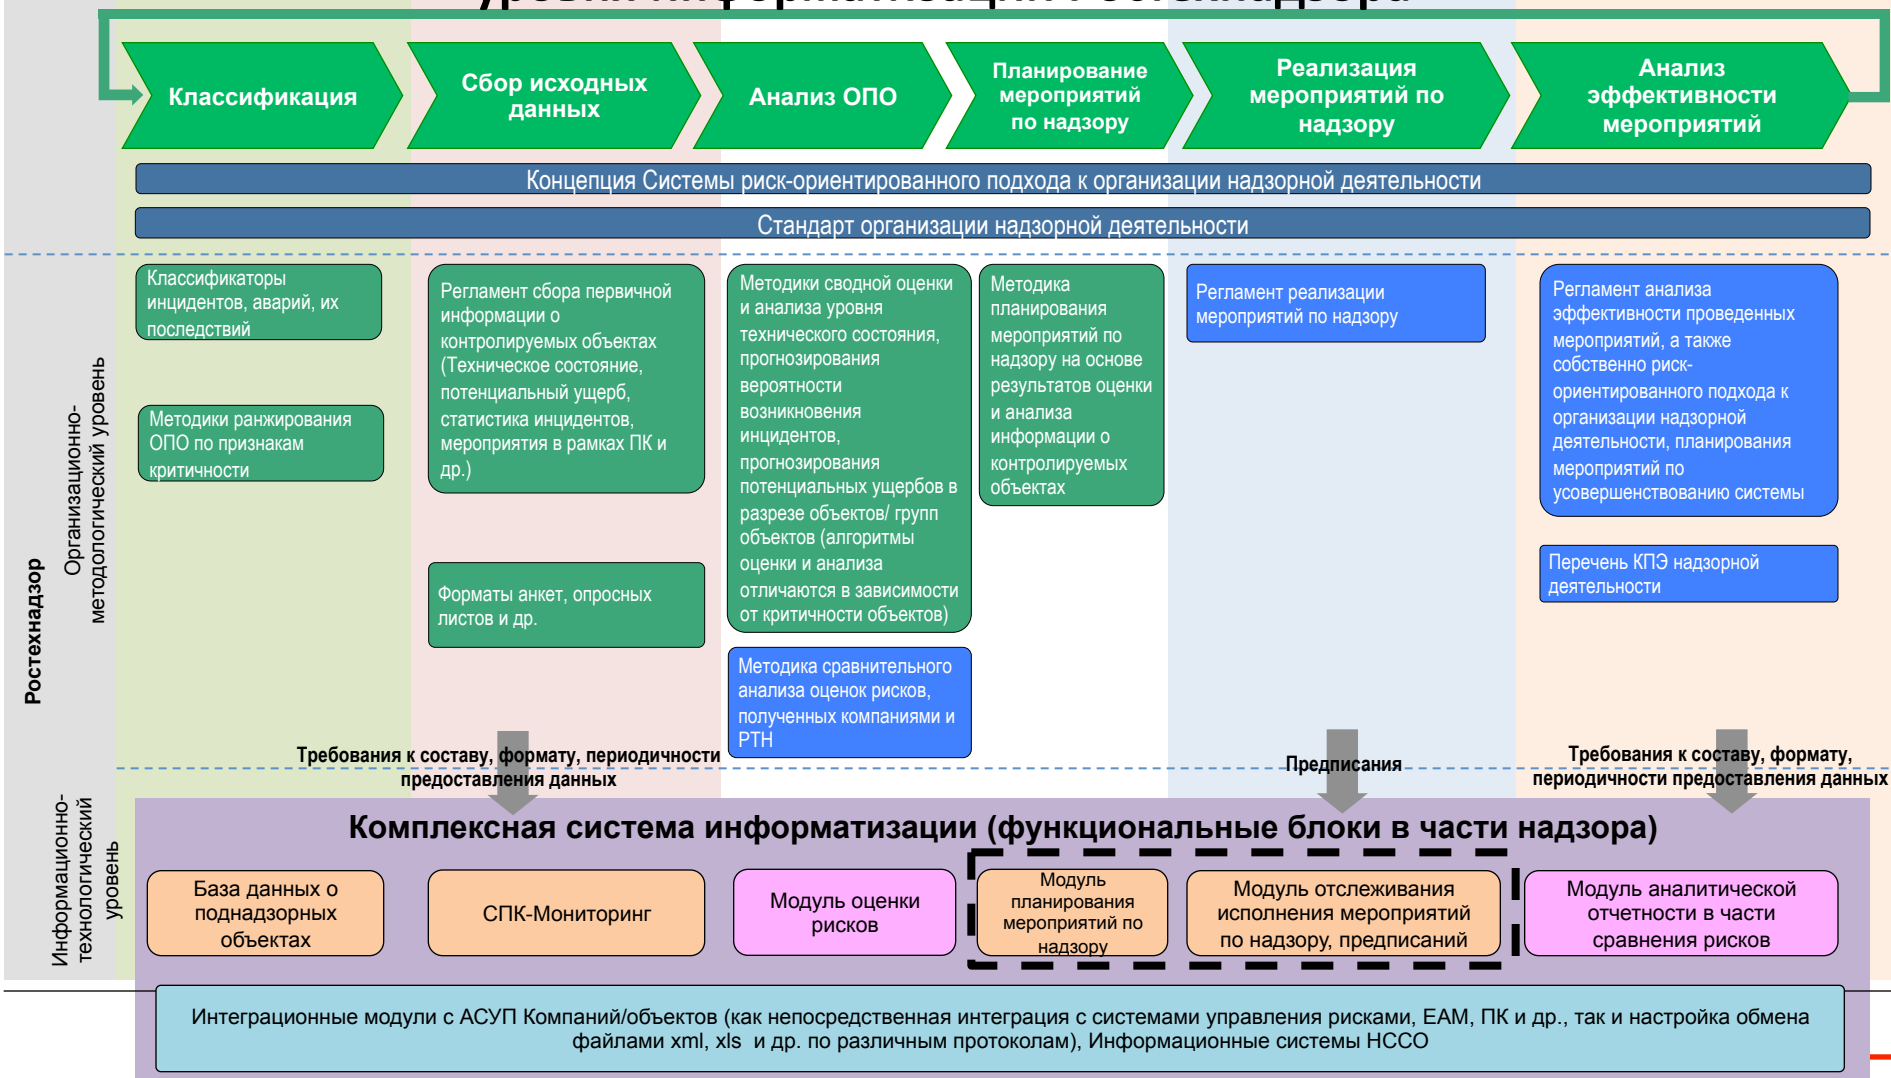 уровни информатизации Ростехнадзора
Классификация
Сбор исходных
данных
Анализ ОПО
Планирование
мероприятий
по надзору
Реализация
мероприятий по
надзору
Анализ
эффективности
мероприятий
Концепция Системы риск-ориентированного подхода к организации надзорной деятельности
Стандарт организации надзорной деятельности
Ростехнадзор
Организационно-
методологический уровень
Классификаторы
инцидентов, аварий, их
последствий
Методики ранжирования
ОПО по признакам
критичности
Регламент сбора первичной
информации о
контролируемых объектах
(Техническое состояние,
потенциальный ущерб,
статистика инцидентов,
мероприятия в рамках ПК и
др.)
Форматы анкет, опросных
листов и др.
Методики сводной оценки
и анализа уровня
технического состояния,
прогнозирования
вероятности
возникновения
инцидентов,
прогнозирования
потенциальных ущербов в
разрезе объектов/ групп
объектов (алгоритмы
оценки и анализа
отличаются в зависимости
от критичности объектов)
Методика сравнительного
анализа оценок рисков,
полученных компаниями и
РТН
Методика
планирования
мероприятий по
надзору на основе
результатов оценки
и анализа
информации о
контролируемых
объектах
Регламент реализации
мероприятий по надзору
Регламент анализа
эффективности проведенных
мероприятий, а также
собственно риск-
ориентированного подхода к
организации надзорной
деятельности, планирования
мероприятий по
усовершенствованию системы
Перечень КПЭ надзорной
деятельности
Требования к составу, формату, периодичности
предоставления данных
Предписания
Требования к составу, формату,
периодичности предоставления данных
Информационно-
технологический
уровень
Комплексная система информатизации (функциональные блоки в части надзора)
База данных о
поднадзорных
объектах
СПК-Мониторинг
Модуль оценки
рисков
Модуль
планирования
мероприятий по
надзору
Модуль отслеживания
исполнения мероприятий
по надзору, предписаний
Модуль аналитической
отчетности в части
сравнения рисков
Интеграционные модули с АСУП Компаний/объектов (как непосредственная интеграция с системами управления рисками, ЕАМ, ПК и др., так и настройка обмена
файлами xml, xls и др. по различным протоколам), Информационные системы НССО